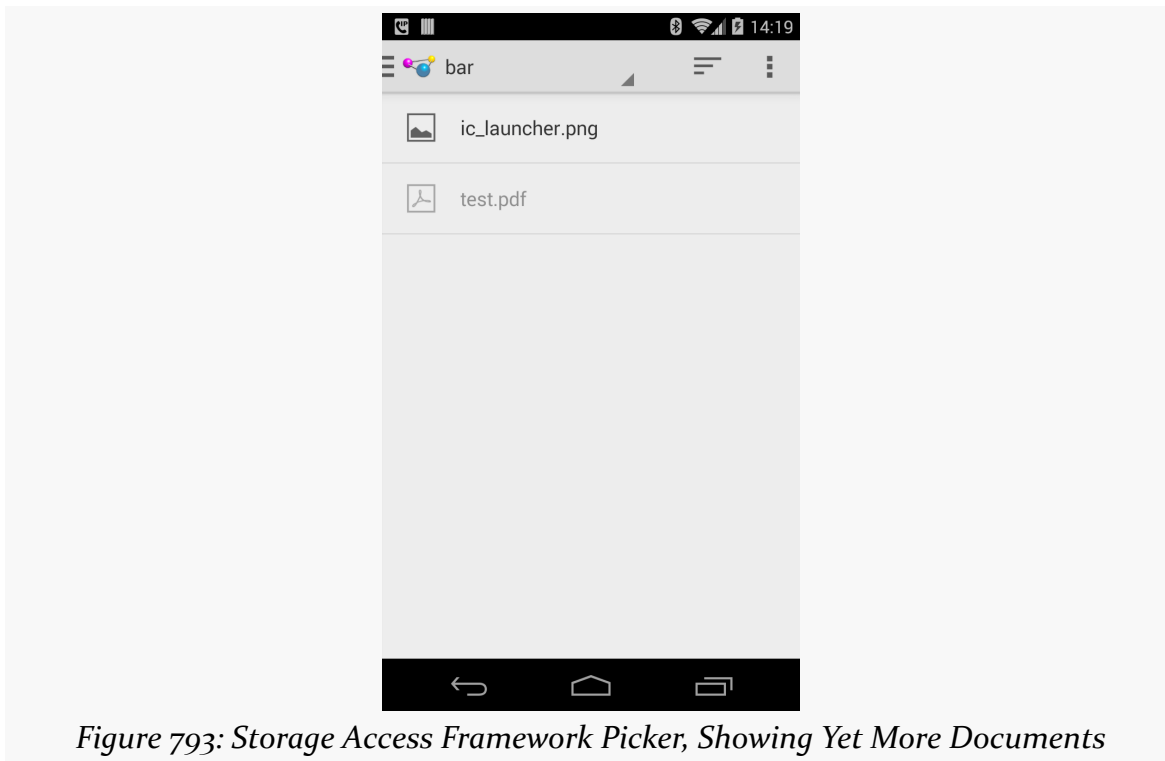 14:19
bar
ic_launcher.png
test.pdf
Figure 793: Storage Access Framework Picker, Showing Yet More Documents